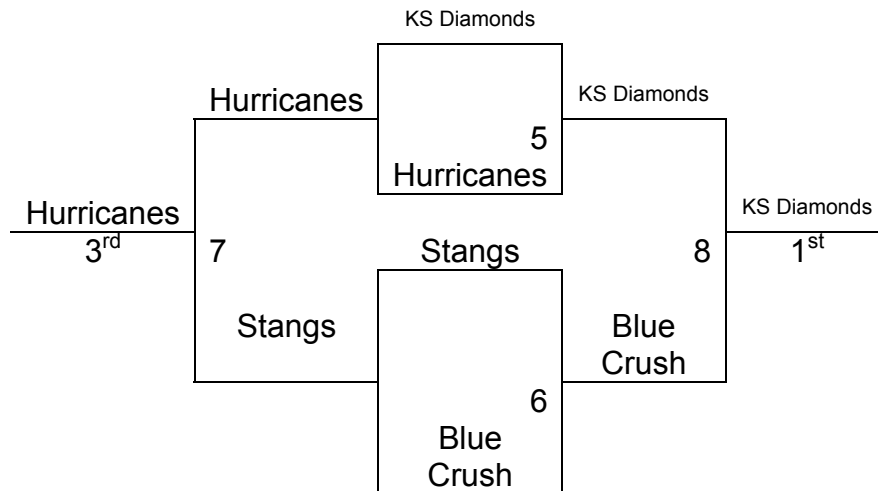 KS Diamonds
Hurricanes
KS Diamonds
5
Hurricanes
Hurricanes
3rd
7
Stangs
8
KS Diamonds
1st
Stangs
Blue
Crush
6
Blue
Crush